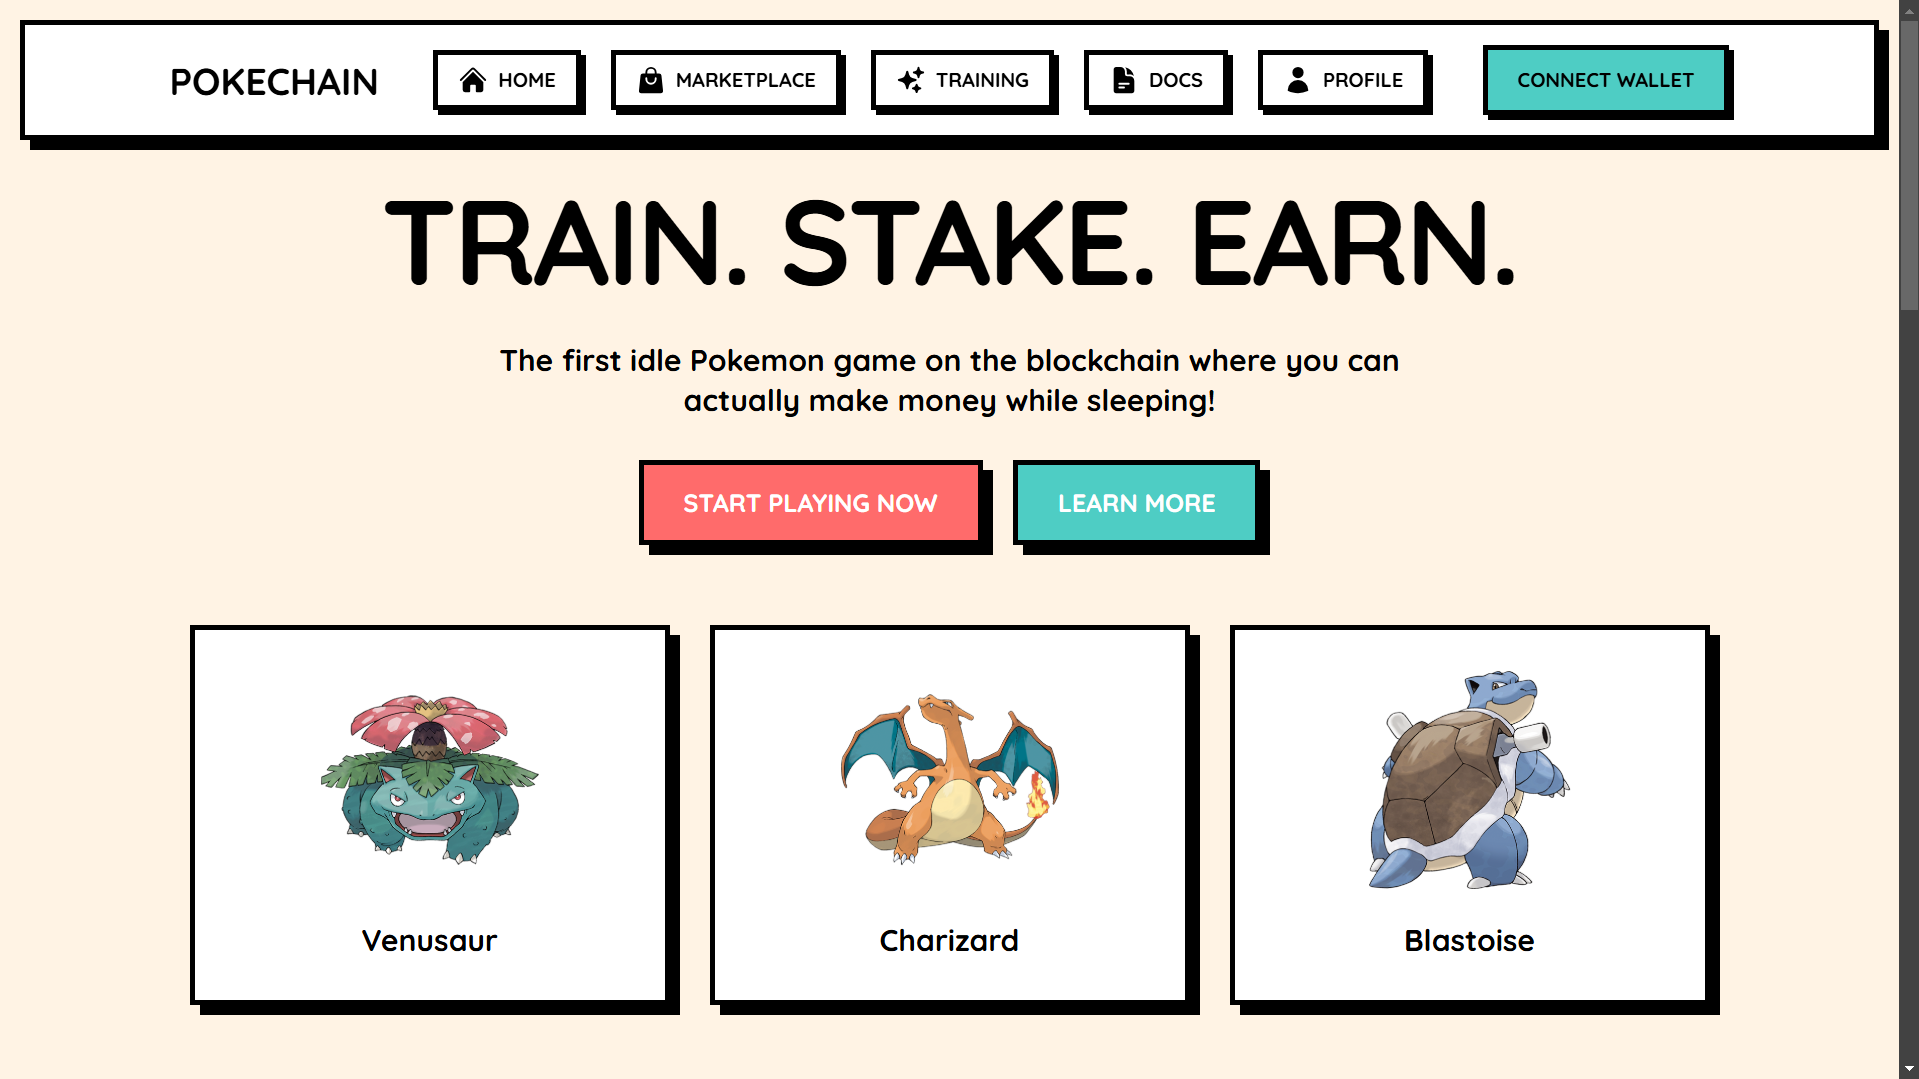 POKECHAIN
HOME
MARKETPLACE
TRAINING
DOCS
PROFILE
CONNECT WALLET
TRAIN. STAKE. EARN.
The first idle Pokemon game on the blockchain where you can
actually make money while sleeping!
START PLAYING NOW
LEARN MORE
Venusaur
Charizard
Blastoise